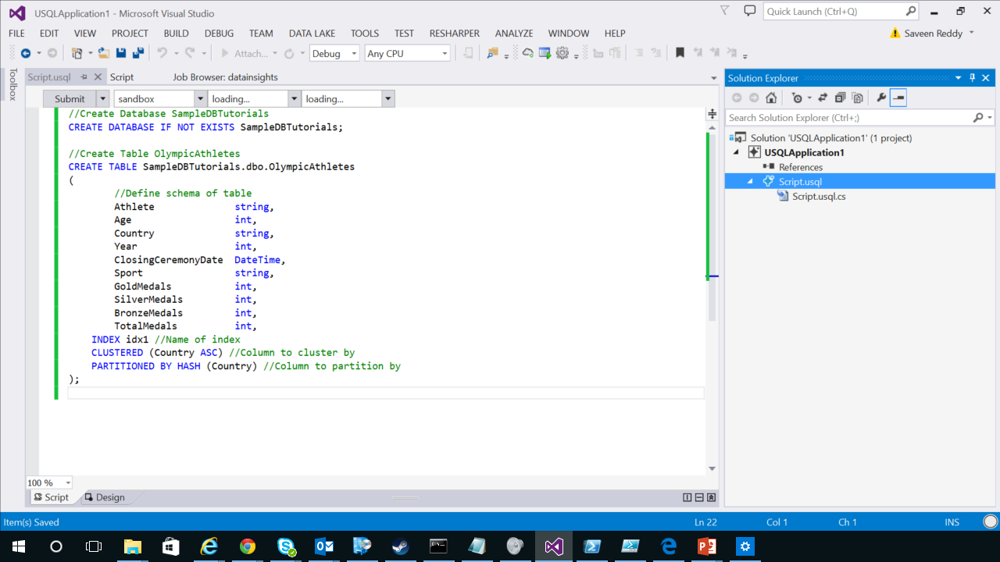 USQLApplication1 - Microsoft Visual Studio
Quick Launch (Ctrl+Q)
FILE EDIT VIEW PROJECT BUILD DEBUG TEAM DATA LAKE TOOLS TEST RESHARPER ANALYZE WINDOW HELP
Saveen Reddy
Attach... Debug Any CPU
Toolbox
Script.usql Script Job Browser: datainsights
Submit sandbox loading... loading...
//Create Database SampleDBTutorials
CREATE DATABASE IF NOT EXISTS SampleDBTutorials;
//Create Table OlympicAthletes
CREATE TABLE SampleDBTutorials.dbo.OlympicAthletes
(
//Define schema of table
Athlete string,
Age int,
Country string,
Year int,
ClosingCeremonyDate DateTime,
Sport string,
GoldMedals int,
SilverMedals int,
BronzeMedals int,
TotalMedals int,
INDEX idx1 //Name of index
CLUSTERED (Country ASC) //Column to cluster by
PARTITIONED BY HASH (Country) //Column to partition by
);
100 %
Script Design
Solution Explorer
Search Solution Explorer (Ctrl+;)
Solution 'USQLApplication1' (1 project)
USQLApplication1
References
Script.usql
Script.usql.cs
Item(s) Saved Ln 22 Col 1 Ch 1 INS